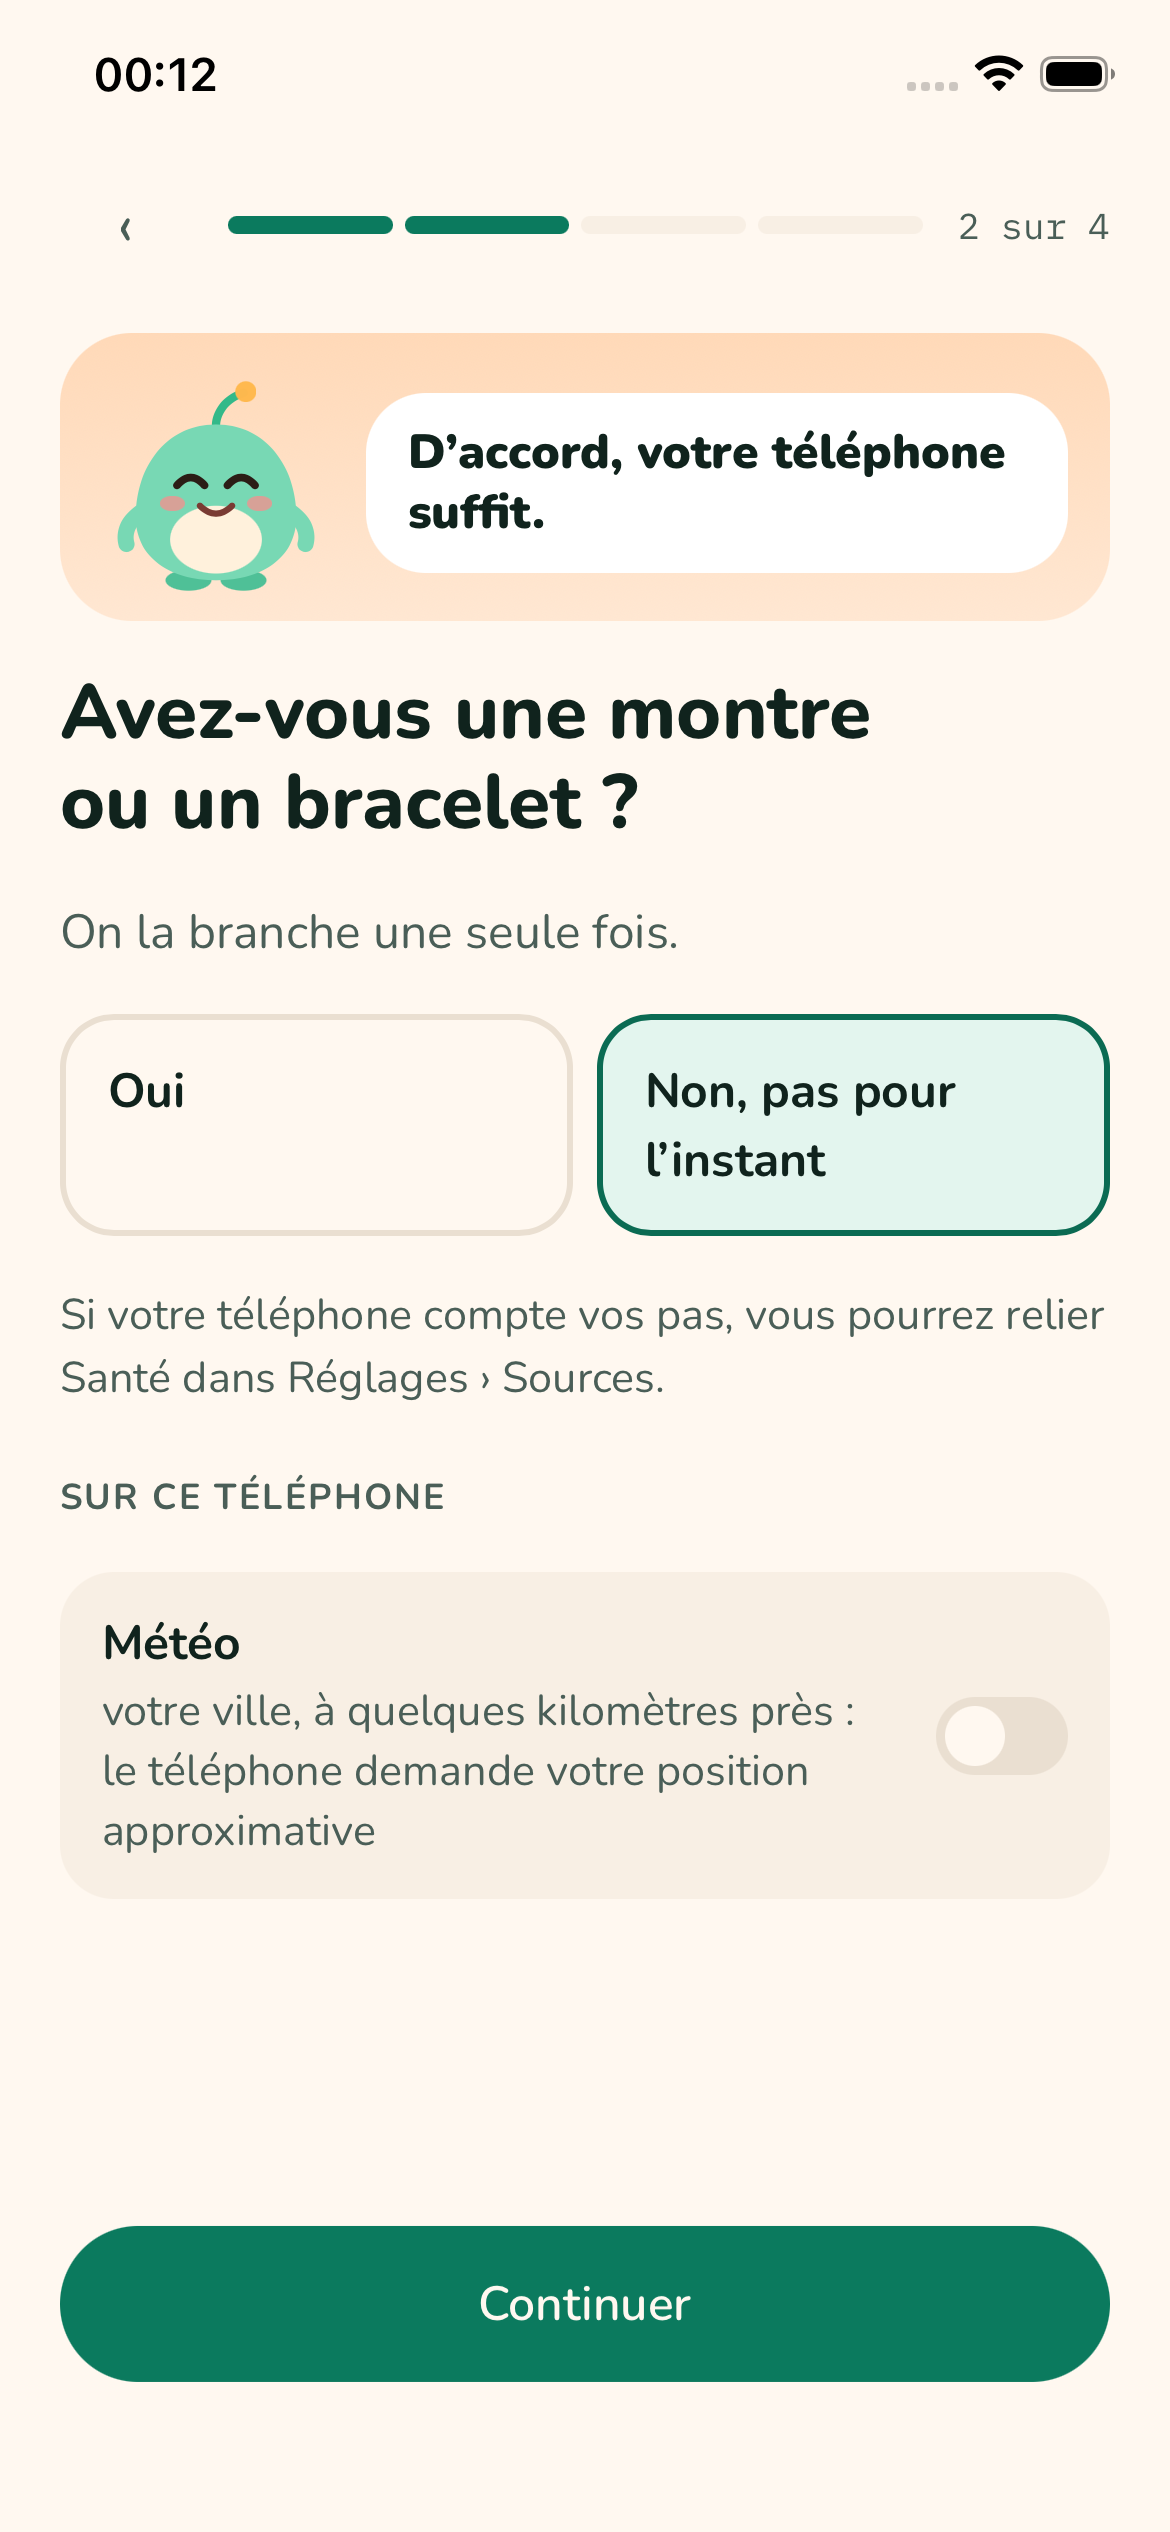 00:12
‹
2 sur 4
D’accord, votre téléphone
suffit.
Avez-vous une montre
ou un bracelet ?
On la branche une seule fois.
Oui
Non, pas pour
l’instant
Si votre téléphone compte vos pas, vous pourrez relier
Santé dans Réglages › Sources.
SUR CE TÉLÉPHONE
Météo
votre ville, à quelques kilomètres près :
le téléphone demande votre position
approximative
Continuer